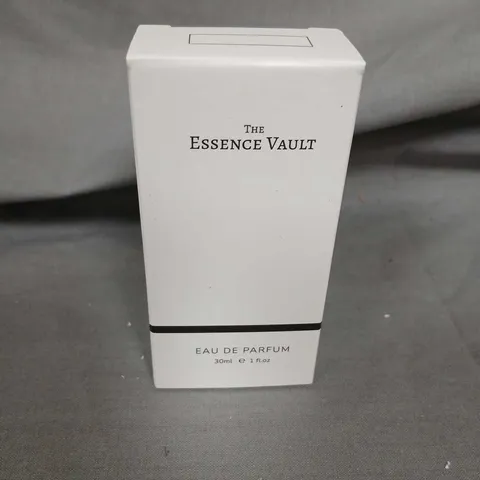 The
Essence Vault
EAU DE PARFUM
30ml ℮ 1 fl.oz